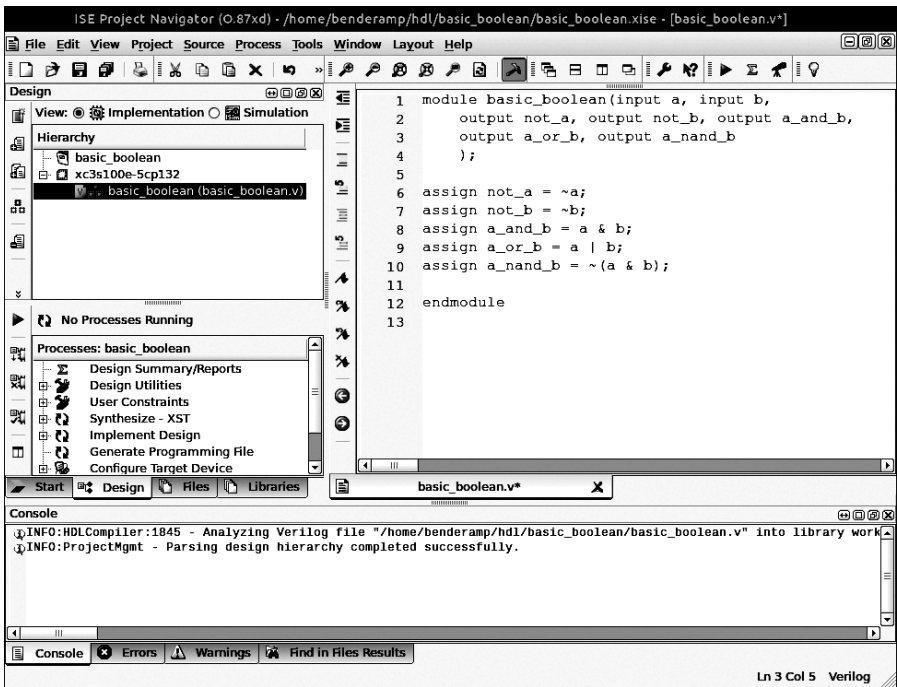 ISE Project Navigator (O.87xd) - /home/benderamp/hdl/basic_boolean/basic_boolean.xise - [basic_boolean.v*]
File Edit View Project Source Process Tools Window Layout Help
Design
View: Implementation Simulation
Hierarchy
basic_boolean
xc3s100e-5cp132
basic_boolean (basic_boolean.v)
No Processes Running
Processes: basic_boolean
Design Summary/Reports
Design Utilities
User Constraints
Synthesize - XST
Implement Design
Generate Programming File
Configure Target Device
Start Design Files Libraries
1 module basic_boolean(input a, input b,
2 output not_a, output not_b, output a_and_b,
3 output a_or_b, output a_nand_b
4 );
5
6 assign not_a = ~a;
7 assign not_b = ~b;
8 assign a_and_b = a & b;
9 assign a_or_b = a | b;
10 assign a_nand_b = ~(a & b);
11
12 endmodule
13
basic_boolean.v*
Console
INFO:HDLCompiler:1845 - Analyzing Verilog file "/home/benderamp/hdl/basic_boolean/basic_boolean.v" into library work
INFO:ProjectMgmt - Parsing design hierarchy completed successfully.
Console Errors Warnings Find in Files Results
Ln 3 Col 5 Verilog